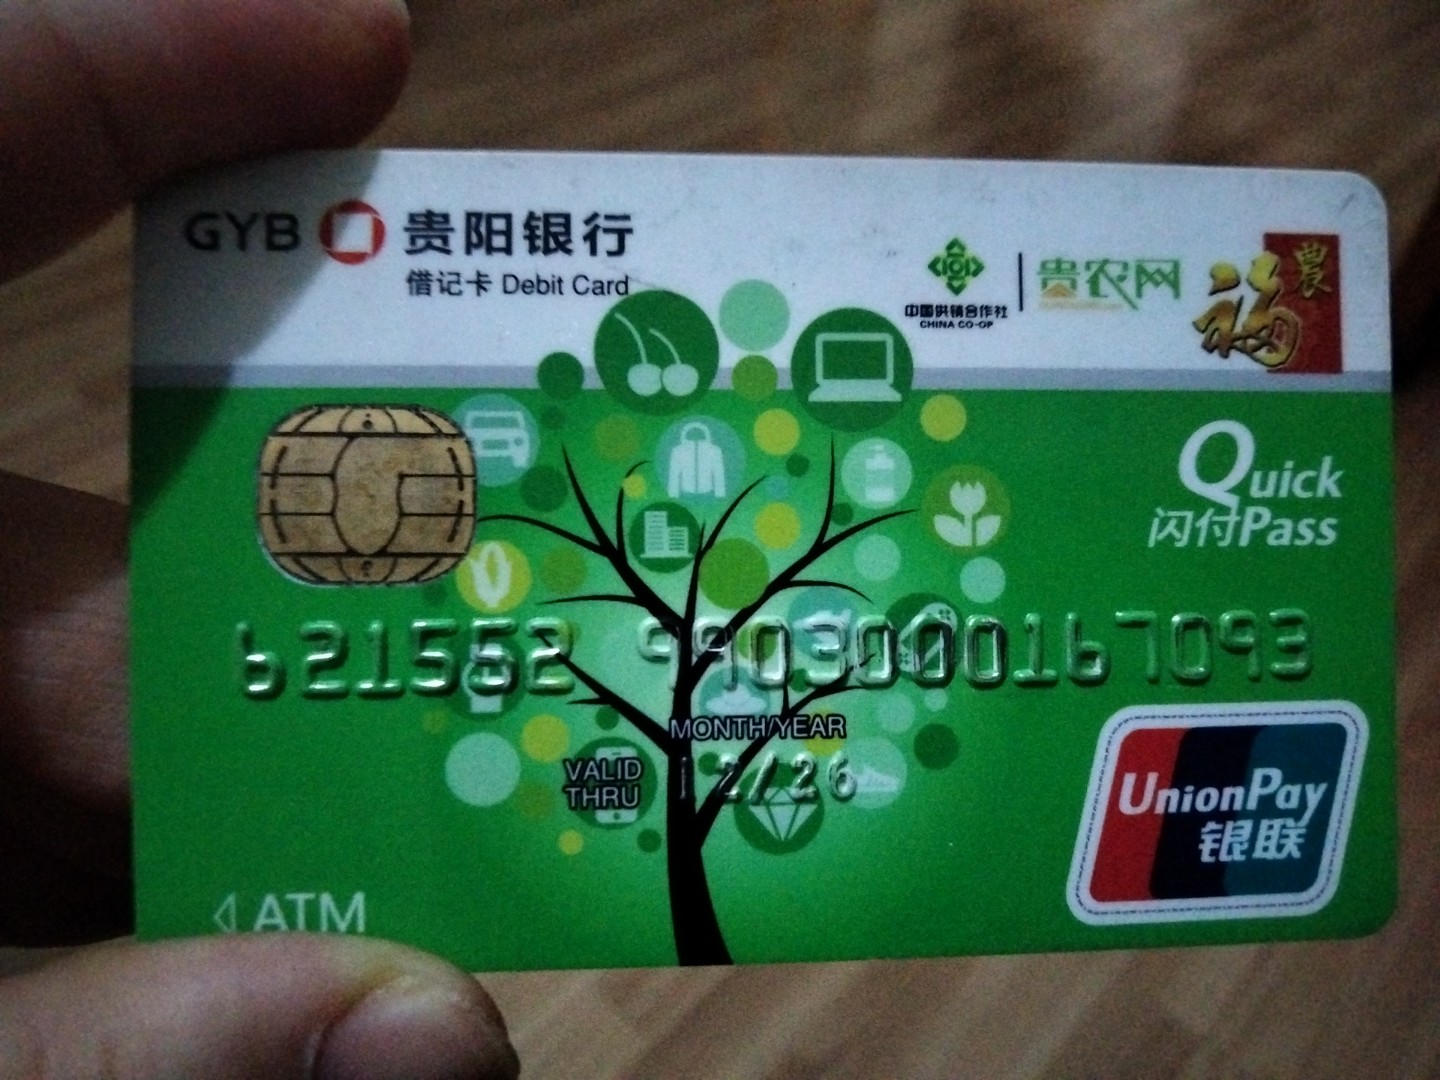 GYB 贵阳银行
借记卡 Debit Card
中国供销合作社
CHINA CO-OP
贵农网
農
福
Quick
闪付Pass
621552 9903000167093
MONTH/YEAR
VALID
THRU
12/26
UnionPay
银联
ATM